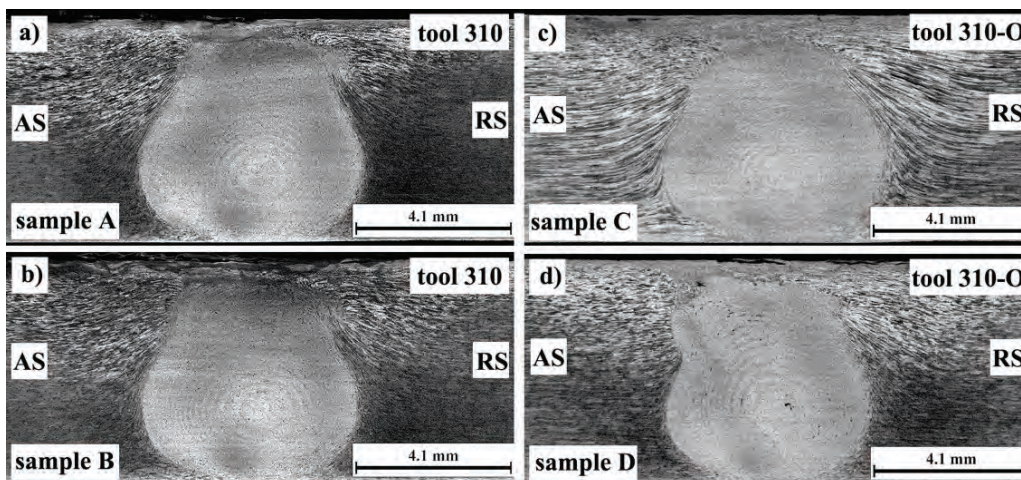 a) tool 310
AS RS
sample A 4.1 mm
c) tool 310-O
AS RS
sample C 4.1 mm
b) tool 310
AS RS
sample B 4.1 mm
d) tool 310-O
AS RS
sample D 4.1 mm